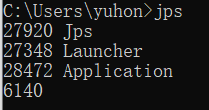 C:\Users\yuhon>jps
27920 Jps
27348 Launcher
28472 Application
6140